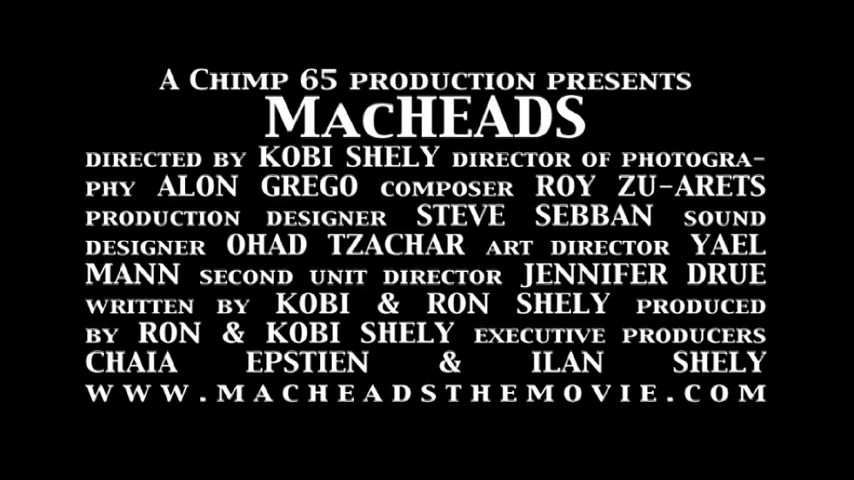 A CHIMP 65 PRODUCTION PRESENTS
MACHEADS
DIRECTED BY KOBI SHELY DIRECTOR OF PHOTOGRA-
PHY ALON GREGO COMPOSER ROY ZU-ARETS
PRODUCTION DESIGNER STEVE SEBBAN SOUND
DESIGNER OHAD TZACHAR ART DIRECTOR YAEL
MANN SECOND UNIT DIRECTOR JENNIFER DRUE
WRITTEN BY KOBI & RON SHELY PRODUCED
BY RON & KOBI SHELY EXECUTIVE PRODUCERS
CHAIA EPSTIEN & ILAN SHELY
WWW.MACHEADSTHEMOVIE.COM